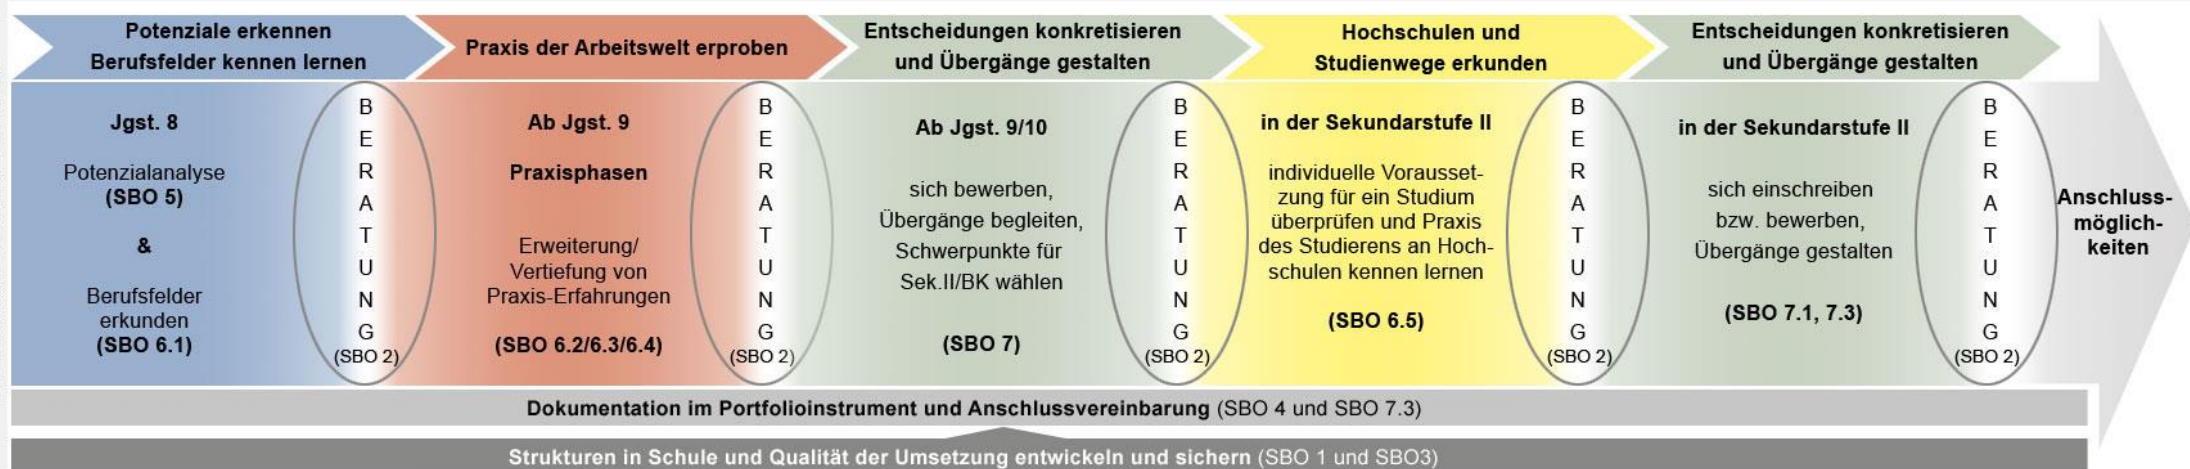 Potenziale erkennen
Berufsfelder kennen lernen
Praxis der Arbeitswelt erproben
Entscheidungen konkretisieren
und Übergänge gestalten
Hochschulen und
Studienwege erkunden
Entscheidungen konkretisieren
und Übergänge gestalten
Jgst. 8
Potenzialanalyse
(SBO 5)
&
Berufsfelder
erkunden
(SBO 6.1)
B
E
R
A
T
U
N
G
(SBO 2)
Ab Jgst. 9
Praxisphasen
Erweiterung/
Vertiefung von
Praxis-Erfahrungen
(SBO 6.2/6.3/6.4)
B
E
R
A
T
U
N
G
(SBO 2)
Ab Jgst. 9/10
sich bewerben,
Übergänge begleiten,
Schwerpunkte für
Sek.II/BK wählen
(SBO 7)
B
E
R
A
T
U
N
G
(SBO 2)
in der Sekundarstufe II
individuelle Vorausset-
zung für ein Studium
überprüfen und Praxis
des Studierens an Hoch-
schulen kennen lernen
(SBO 6.5)
B
E
R
A
T
U
N
G
(SBO 2)
in der Sekundarstufe II
sich einschreiben
bzw. bewerben,
Übergänge gestalten
(SBO 7.1, 7.3)
B
E
R
A
T
U
N
G
(SBO 2)
Anschluss-
möglich-
keiten
Dokumentation im Portfolioinstrument und Anschlussvereinbarung (SBO 4 und SBO 7.3)
Strukturen in Schule und Qualität der Umsetzung entwickeln und sichern (SBO 1 und SBO3)